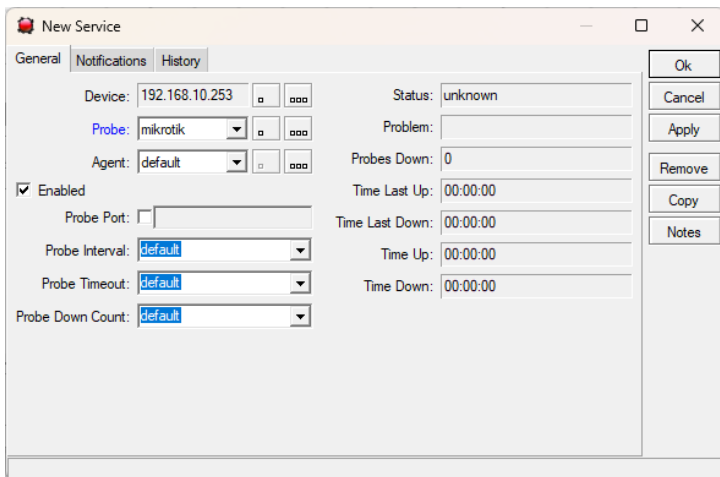 New Service
General Notifications History
Device: 192.168.10.253
Probe: mikrotik
Agent: default
Enabled
Probe Port:
Probe Interval: default
Probe Timeout: default
Probe Down Count: default
Status: unknown
Problem:
Probes Down: 0
Time Last Up: 00:00:00
Time Last Down: 00:00:00
Time Up: 00:00:00
Time Down: 00:00:00
Ok
Cancel
Apply
Remove
Copy
Notes